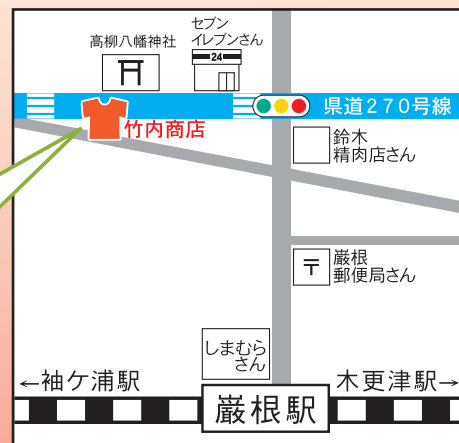 高柳八幡神社
セブン
イレブンさん
24
竹内商店
県道270号線
鈴木
精肉店さん
〒
巌根
郵便局さん
しまむら
さん
←袖ケ浦駅
木更津駅→
巌根駅